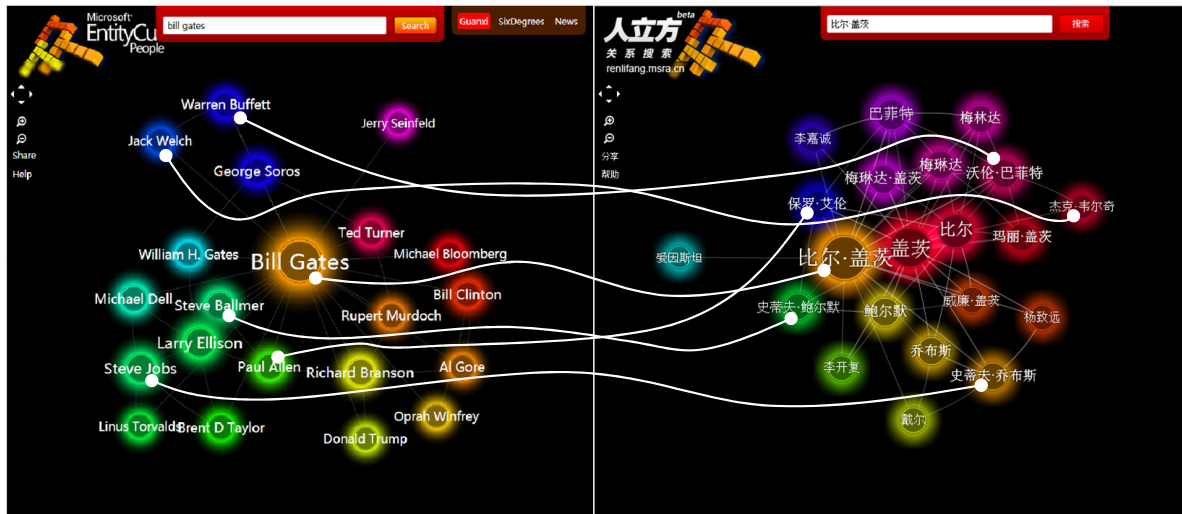 Microsoft®
EntityCu
People
bill gates
Search
Guanxi SixDegrees News
Share
Help
Warren Buffett
Jerry Seinfeld
Jack Welch
George Soros
Ted Turner
William H. Gates
Michael Bloomberg
Bill Gates
Michael Dell
Steve Ballmer
Bill Clinton
Rupert Murdoch
Larry Ellison
Steve Jobs
Paul Allen
Richard Branson
Al Gore
Linus Torvalds
Brent D Taylor
Oprah Winfrey
Donald Trump
人立方
beta
关系搜索
renlifang.msra.cn
比尔·盖茨
搜索
分享
帮助
巴菲特
梅林达
李嘉诚
梅琳达
沃伦·巴菲特
梅琳达·盖茨
保罗·艾伦
杰克·韦尔奇
比尔
玛丽·盖茨
盖茨
爱因斯坦
比尔·盖茨
史蒂夫·鲍尔默
鲍尔默
威廉·盖茨
杨致远
乔布斯
李开复
史蒂夫·乔布斯
戴尔